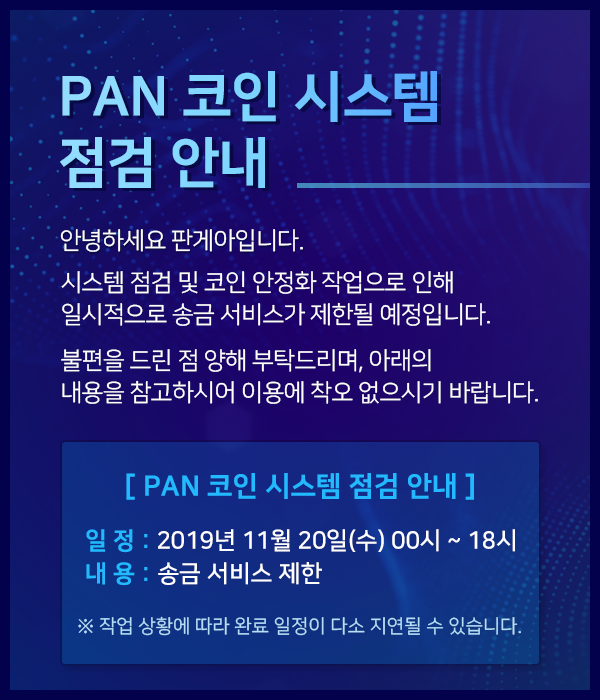 PAN 코인 시스템
점검 안내
안녕하세요 판게아입니다.
시스템 점검 및 코인 안정화 작업으로 인해
일시적으로 송금 서비스가 제한될 예정입니다.
불편을 드린 점 양해 부탁드리며, 아래의
내용을 참고하시어 이용에 착오 없으시기 바랍니다.
[ PAN 코인 시스템 점검 안내 ]
일 정 : 2019년 11월 20일(수) 00시 ~ 18시
내 용 : 송금 서비스 제한
※ 작업 상황에 따라 완료 일정이 다소 지연될 수 있습니다.